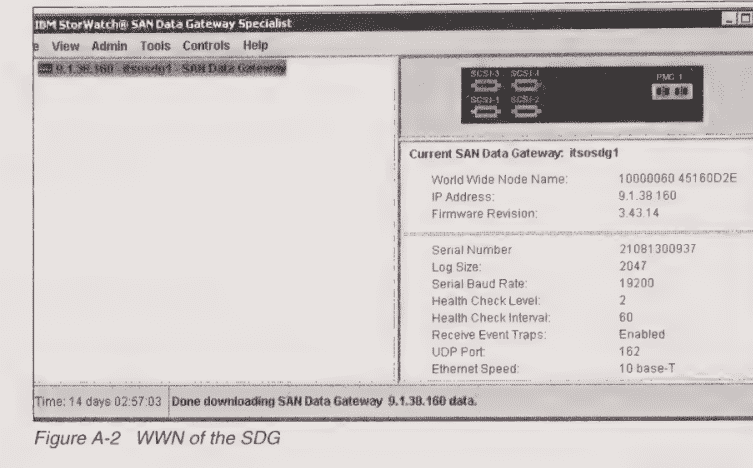 IBM StorWatch® SAN Data Gateway Specialist
e View Admin Tools Controls Help
9.1.38.160 itsosdg1 - SAN Data Gateway
SCSI-3 SCSI-4
PMC 1
SCSI-1 SCSI-2
Current SAN Data Gateway: itsosdg1
World Wide Node Name: 10000060 45160D2E
IP Address: 9.1.38.160
Firmware Revision: 3.43.14
Serial Number 21081300937
Log Size: 2047
Serial Baud Rate: 19200
Health Check Level: 2
Health Check Interval: 60
Receive Event Traps: Enabled
UDP Port: 162
Ethernet Speed: 10 base-T
Time: 14 days 02:57:03 Done downloading SAN Data Gateway 9.1.38.160 data.
Figure A-2 WWN of the SDG